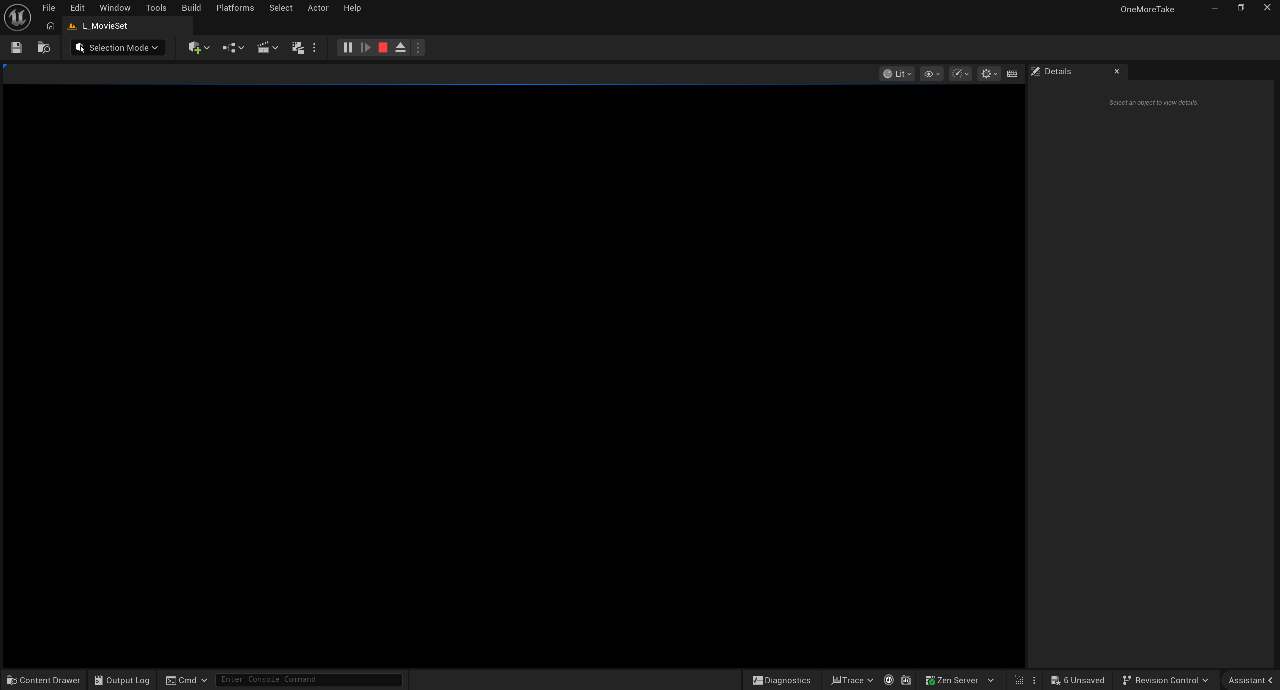 File Edit Window Tools Build Platforms Select Actor Help
OneMoreTake
L_MovieSet
Selection Mode
Lit
Details
Select an object to view details.
Content Drawer Output Log Cmd Enter Console Command Diagnostics Trace Zen Server 6 Unsaved Revision Control Assistant